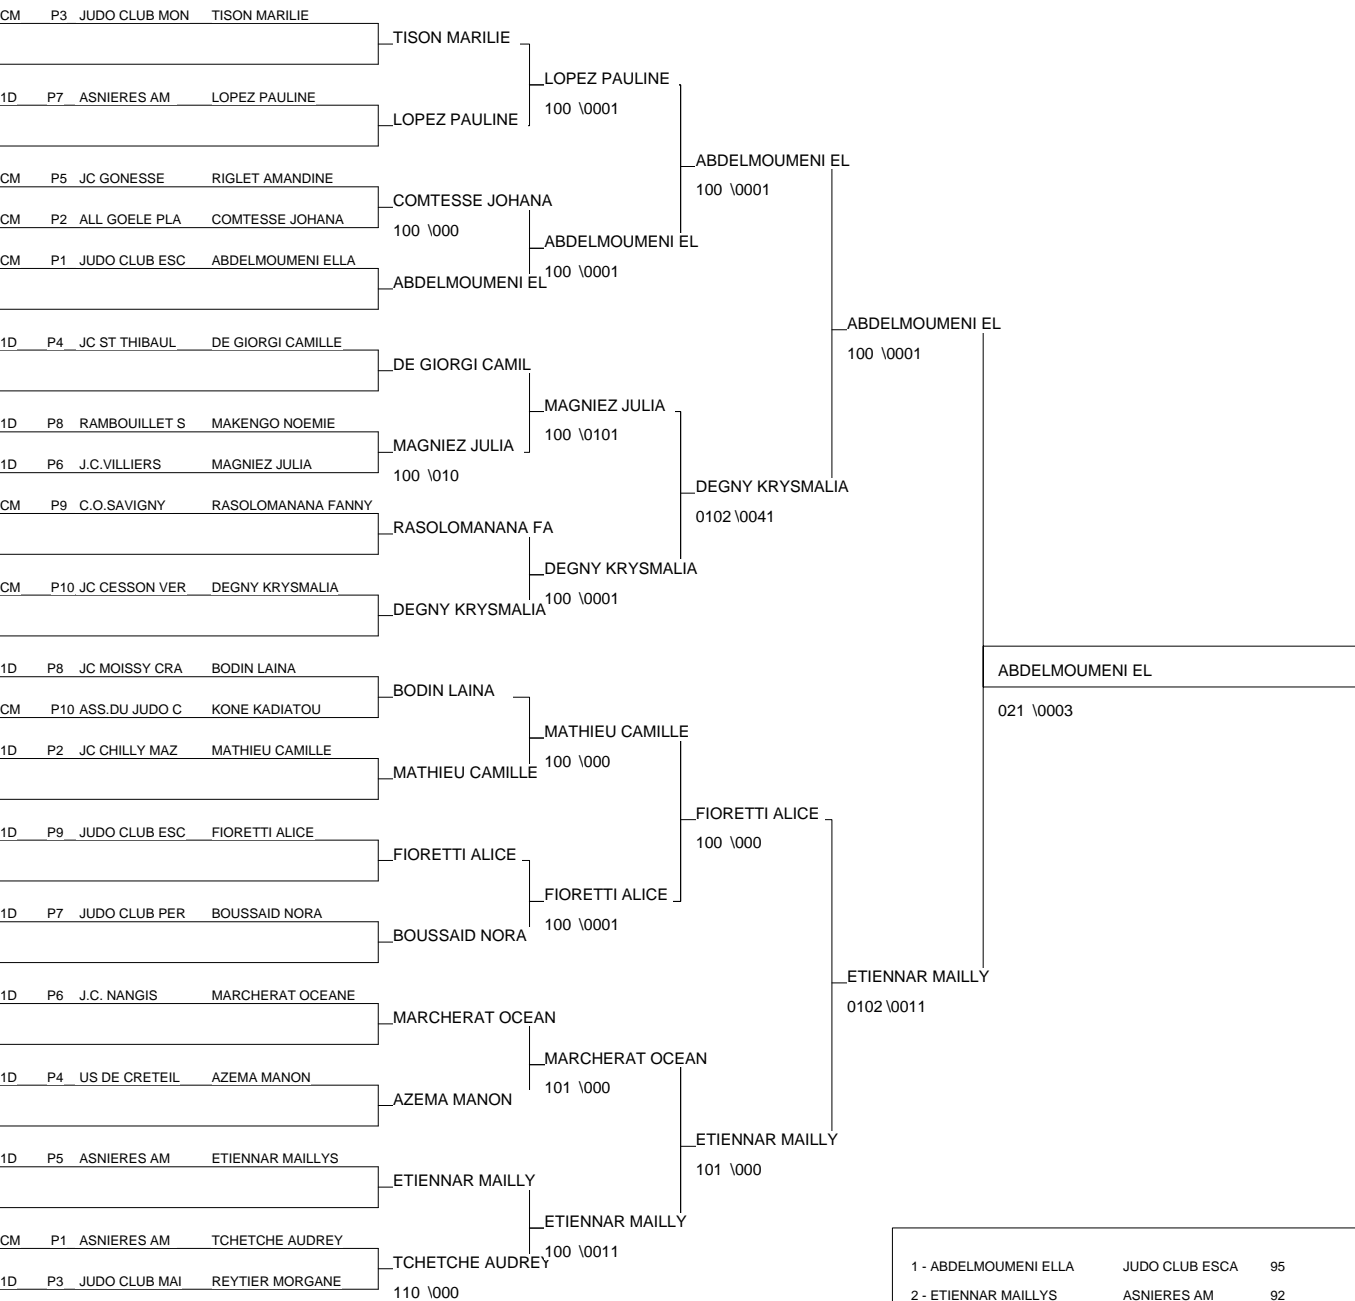 CM P3 JUDO CLUB MON TISON MARILIE
TISON MARILIE
LOPEZ PAULINE
100 \0001
1D P7 ASNIERES AM LOPEZ PAULINE
LOPEZ PAULINE
ABDELMOUMENI EL
100 \0001
CM P5 JC GONESSE RIGLET AMANDINE
COMTESSE JOHANA
100 \000
CM P2 ALL GOELE PLA COMTESSE JOHANA
ABDELMOUMENI EL
100 \0001
CM P1 JUDO CLUB ESC ABDELMOUMENI ELLA
ABDELMOUMENI EL
ABDELMOUMENI EL
100 \0001
1D P4 JC ST THIBAUL DE GIORGI CAMILLE
DE GIORGI CAMIL
MAGNIEZ JULIA
100 \0101
1D P8 RAMBOUILLET S MAKENGO NOEMIE
MAGNIEZ JULIA
100 \010
1D P6 J.C.VILLIERS MAGNIEZ JULIA
DEGNY KRYSMALIA
0102 \0041
CM P9 C.O.SAVIGNY RASOLOMANANA FANNY
RASOLOMANANA FA
DEGNY KRYSMALIA
100 \0001
CM P10 JC CESSON VER DEGNY KRYSMALIA
DEGNY KRYSMALIA
ABDELMOUMENI EL
021 \0003
1D P8 JC MOISSY CRA BODIN LAINA
BODIN LAINA
CM P10 ASS.DU JUDO C KONE KADIATOU
MATHIEU CAMILLE
100 \000
1D P2 JC CHILLY MAZ MATHIEU CAMILLE
MATHIEU CAMILLE
FIORETTI ALICE
100 \000
1D P9 JUDO CLUB ESC FIORETTI ALICE
FIORETTI ALICE
FIORETTI ALICE
100 \0001
1D P7 JUDO CLUB PER BOUSSAID NORA
BOUSSAID NORA
ETIENNAR MAILLY
0102 \0011
1D P6 J.C. NANGIS MARCHERAT OCEANE
MARCHERAT OCEAN
MARCHERAT OCEAN
101 \000
1D P4 US DE CRETEIL AZEMA MANON
AZEMA MANON
ETIENNAR MAILLY
101 \000
1D P5 ASNIERES AM ETIENNAR MAILLYS
ETIENNAR MAILLY
ETIENNAR MAILLY
100 \0011
CM P1 ASNIERES AM TCHETCHE AUDREY
TCHETCHE AUDREY
110 \000
1D P3 JUDO CLUB MAI REYTIER MORGANE
1 - ABDELMOUMENI ELLA JUDO CLUB ESCA 95
2 - ETIENNAR MAILLYS ASNIERES AM 92